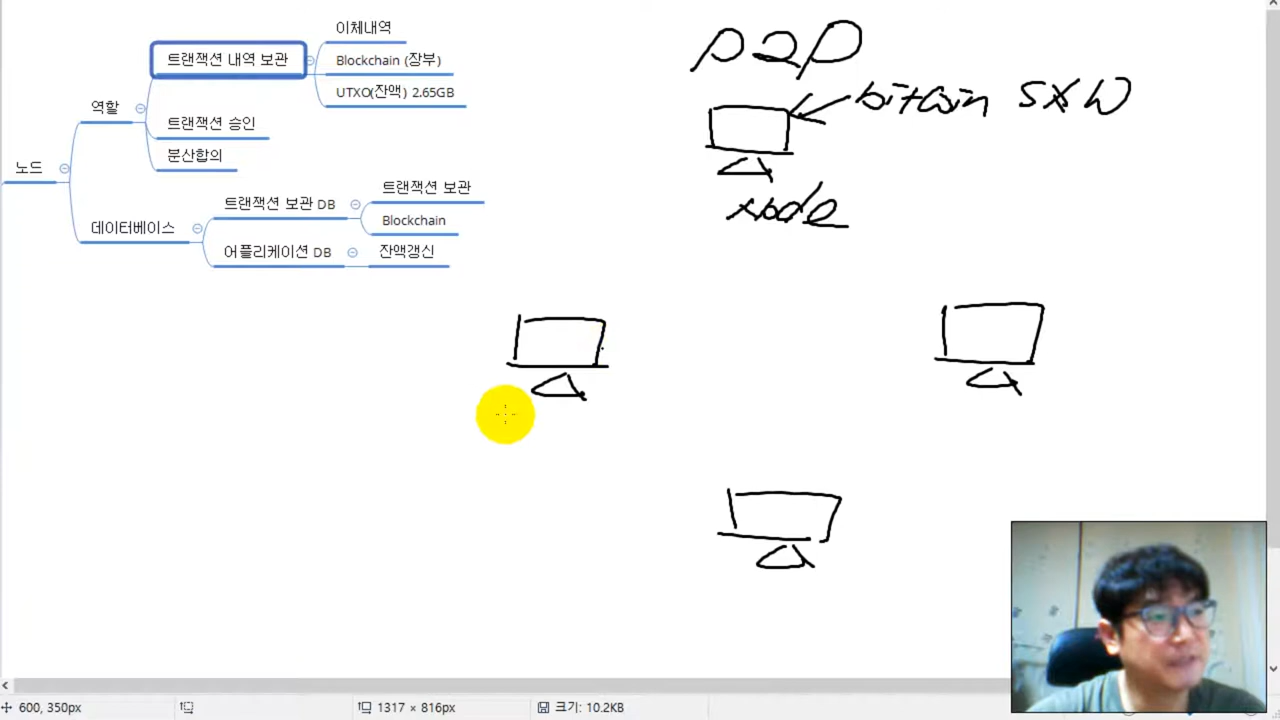 이체내역
트랜잭션 내역 보관
Blockchain (장부)
UTXO(잔액) 2.65GB
역할
트랜잭션 승인
분산합의
노드
트랜잭션 보관
트랜잭션 보관 DB
Blockchain
데이터베이스
어플리케이션 DB
잔액갱신
P2P
bitcoin S/W
node
600, 350px
1317 × 816px
크기: 10.2KB